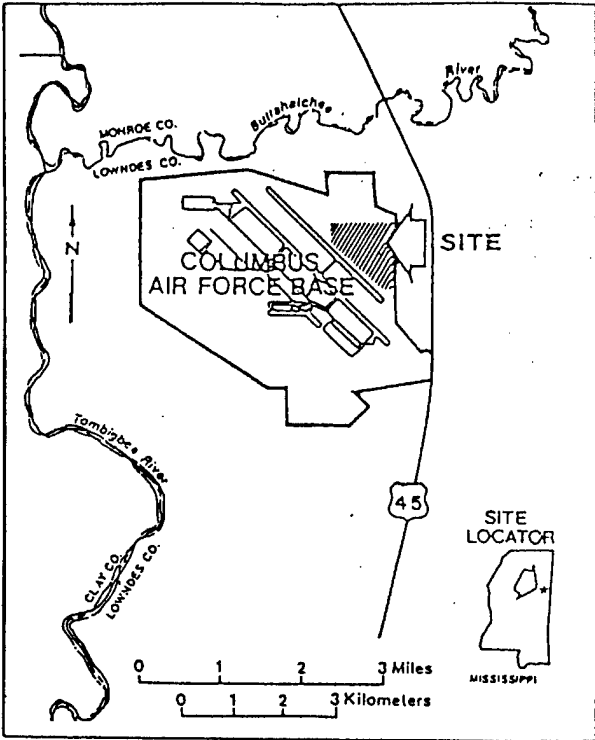 River
Buttahatchee
MONROE CO.
LOWNDES CO.
N
SITE
COLUMBUS
AIR FORCE BASE
Tombigbee River
45
CLAY CO.
LOWNDES CO.
SITE
LOCATOR
MISSISSIPPI
0 1 2 3 Miles
0 1 2 3 Kilometers